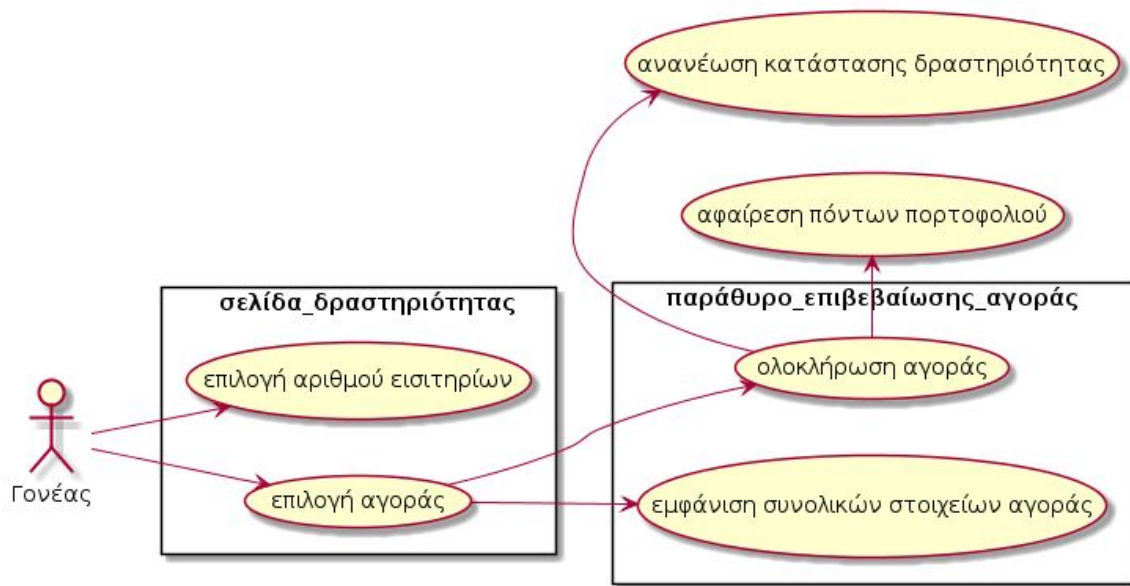 ανανέωση κατάστασης δραστηριότητας
αφαίρεση πόντων πορτοφολιού
σελίδα_δραστηριότητας
παράθυρο_επιβεβαίωσης_αγοράς
επιλογή αριθμού εισιτηρίων
ολοκλήρωση αγοράς
Γονέας
επιλογή αγοράς
εμφάνιση συνολικών στοιχείων αγοράς